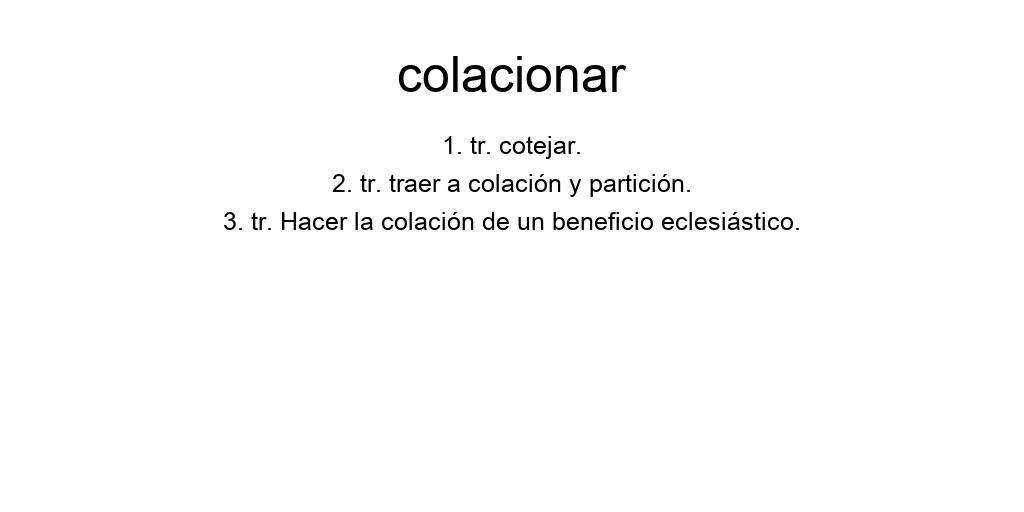 colacionar
1. tr. cotejar.
2. tr. traer a colación y partición.
3. tr. Hacer la colación de un beneficio eclesiástico.